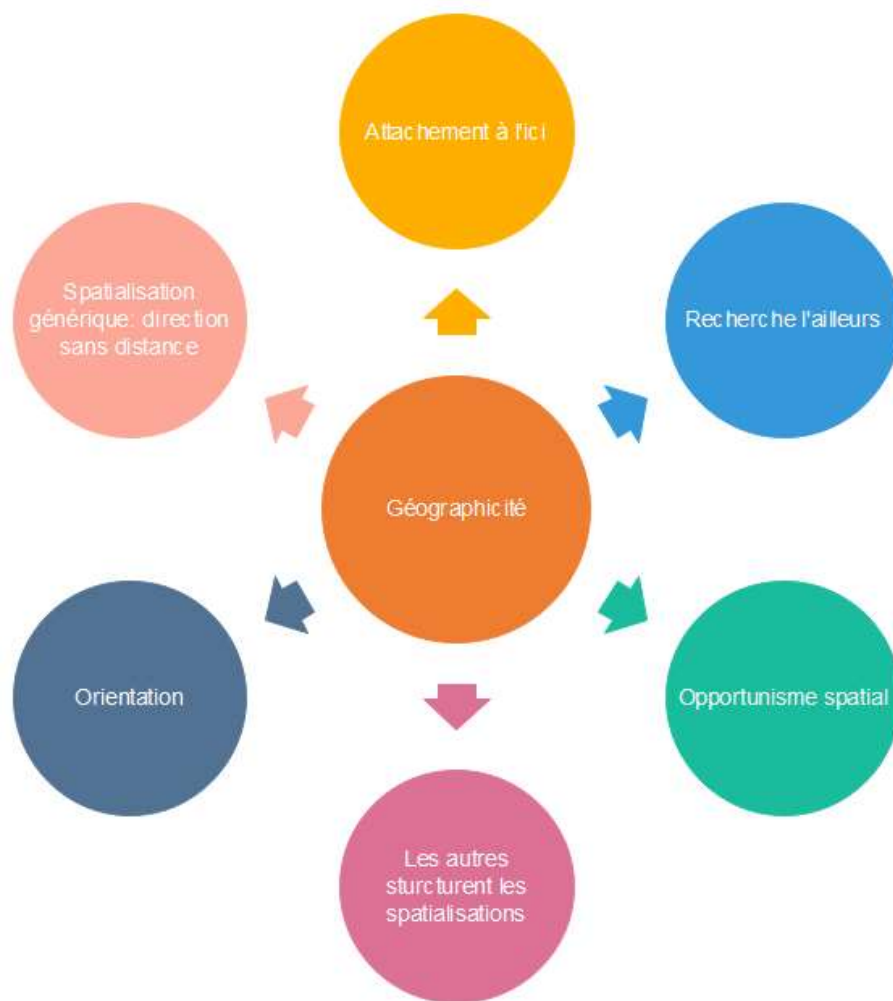 Attachement à l'ici
Spatialisation
générique: direction
sans distance
Recherche l'ailleurs
Géographicité
Orientation
Opportunisme spatial
Les autres
sturcturent les
spatialisations